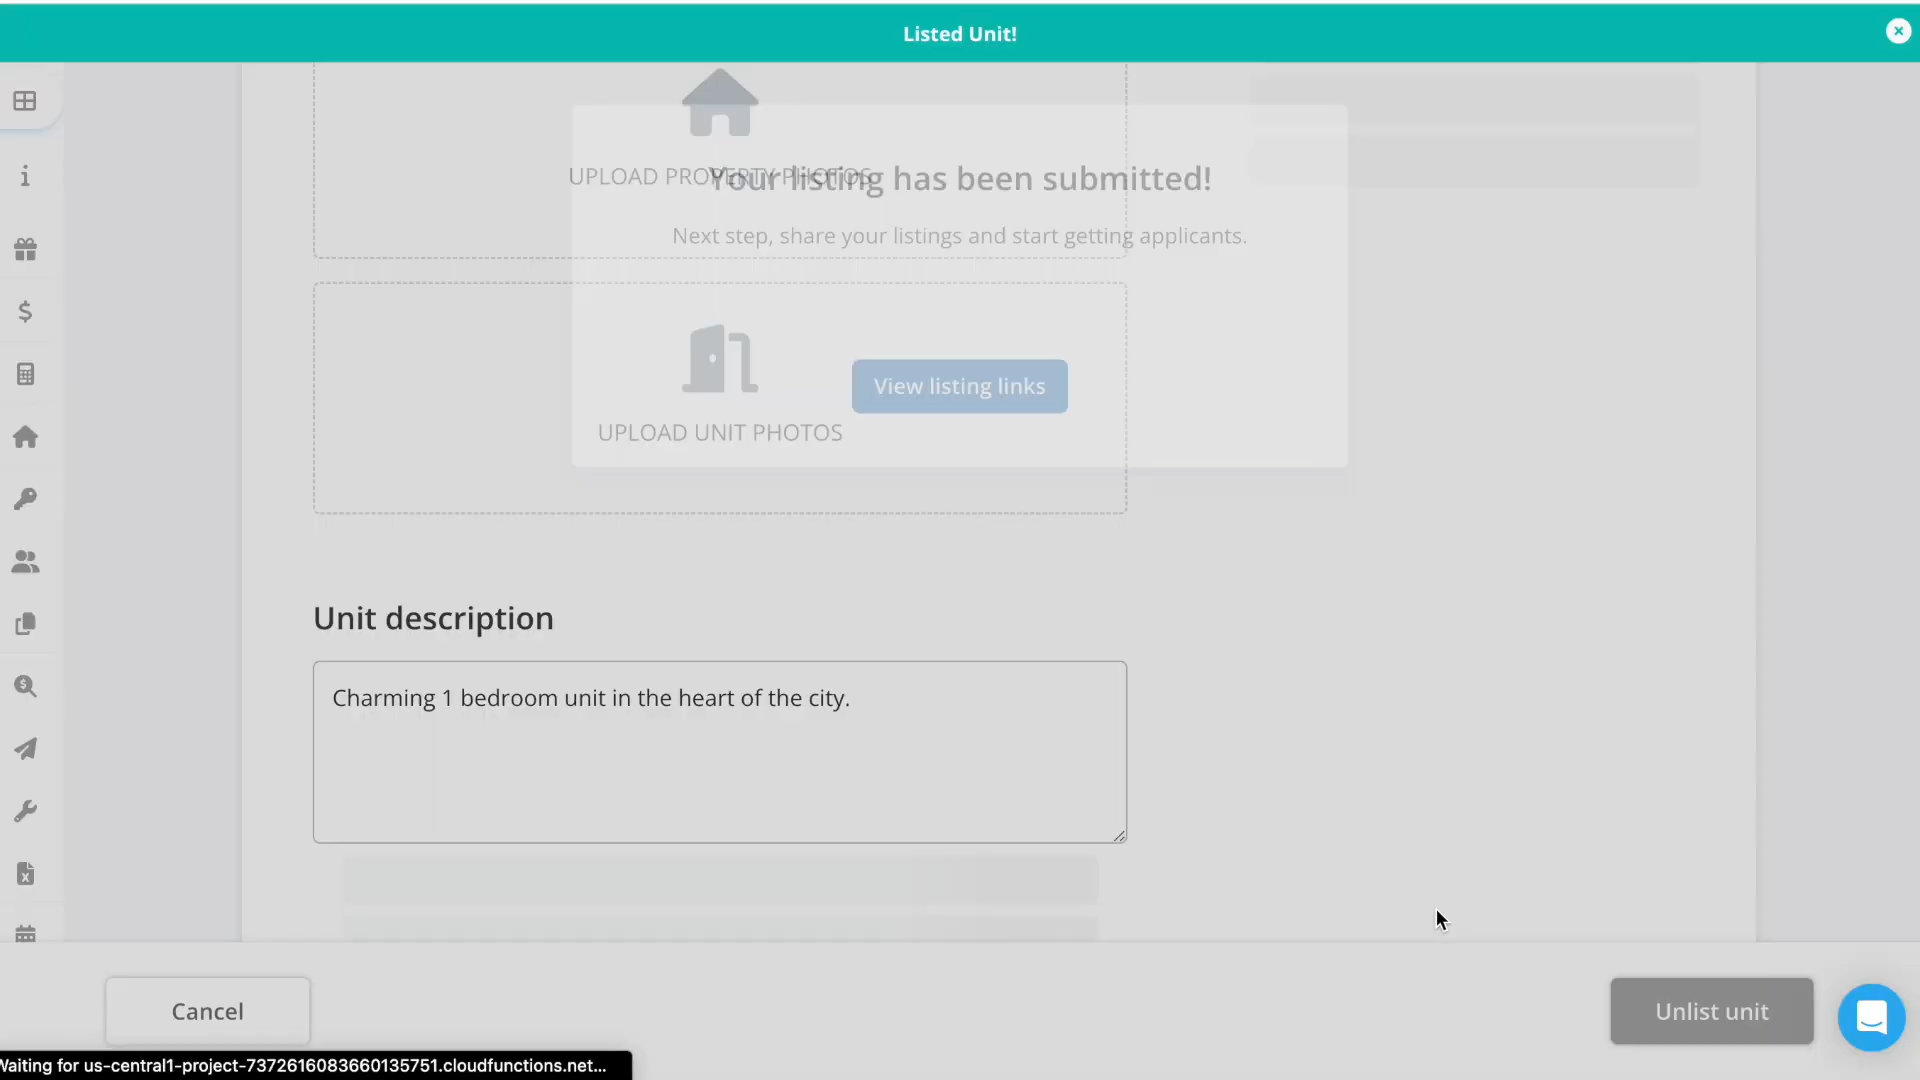 Listed Unit!
UPLOAD PROPERTY PHOTOS
Your listing has been submitted!
Next step, share your listings and start getting applicants.
View listing links
UPLOAD UNIT PHOTOS
Unit description
Charming 1 bedroom unit in the heart of the city.
Cancel
Unlist unit
Waiting for us-central1-project-7372616083660135751.cloudfunctions.net...